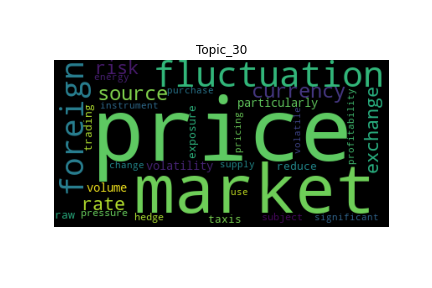 Topic_30
risk
energy
fluctuation
foreign
source
purchase
currency
instrument
particularly
trading
price
exposure
pricing
volatile
profitability
exchange
change
volatility
supply
reduce
market
volume
use
rate
raw
pressure
hedge
taxis
subject
significant